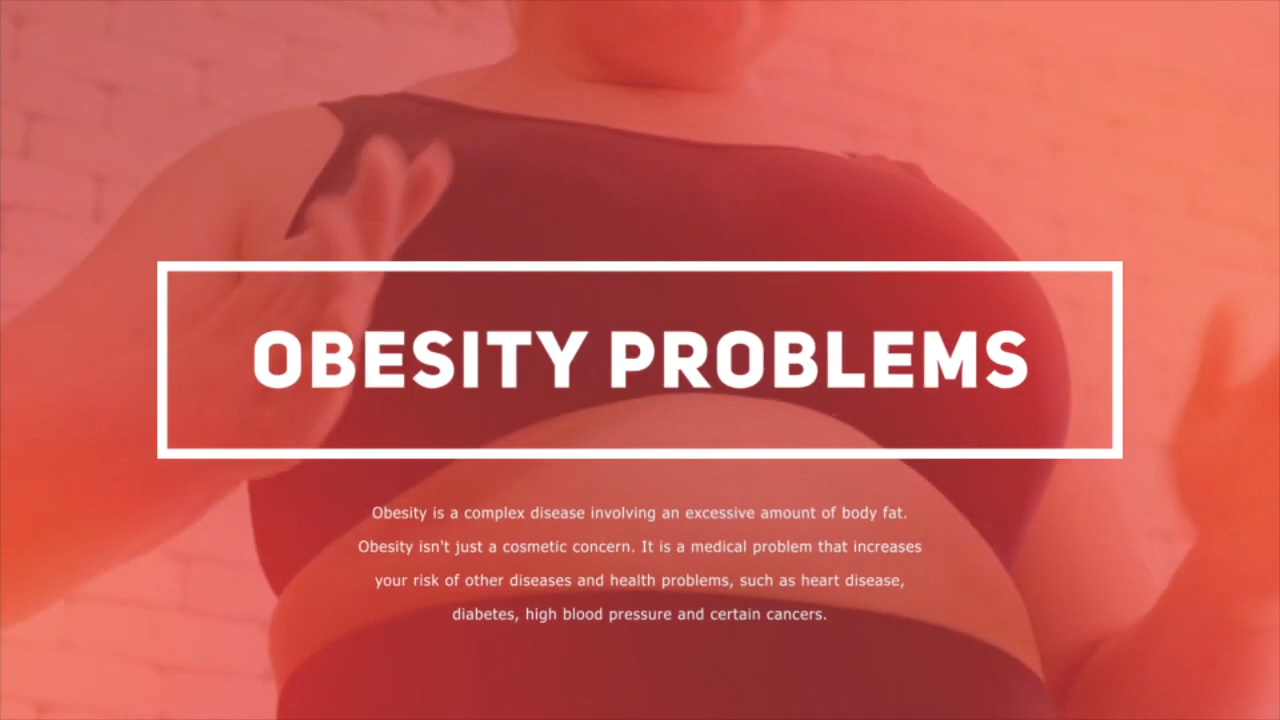 OBESITY PROBLEMS
Obesity is a complex disease involving an excessive amount of body fat.
Obesity isn't just a cosmetic concern. It is a medical problem that increases
your risk of other diseases and health problems, such as heart disease,
diabetes, high blood pressure and certain cancers.